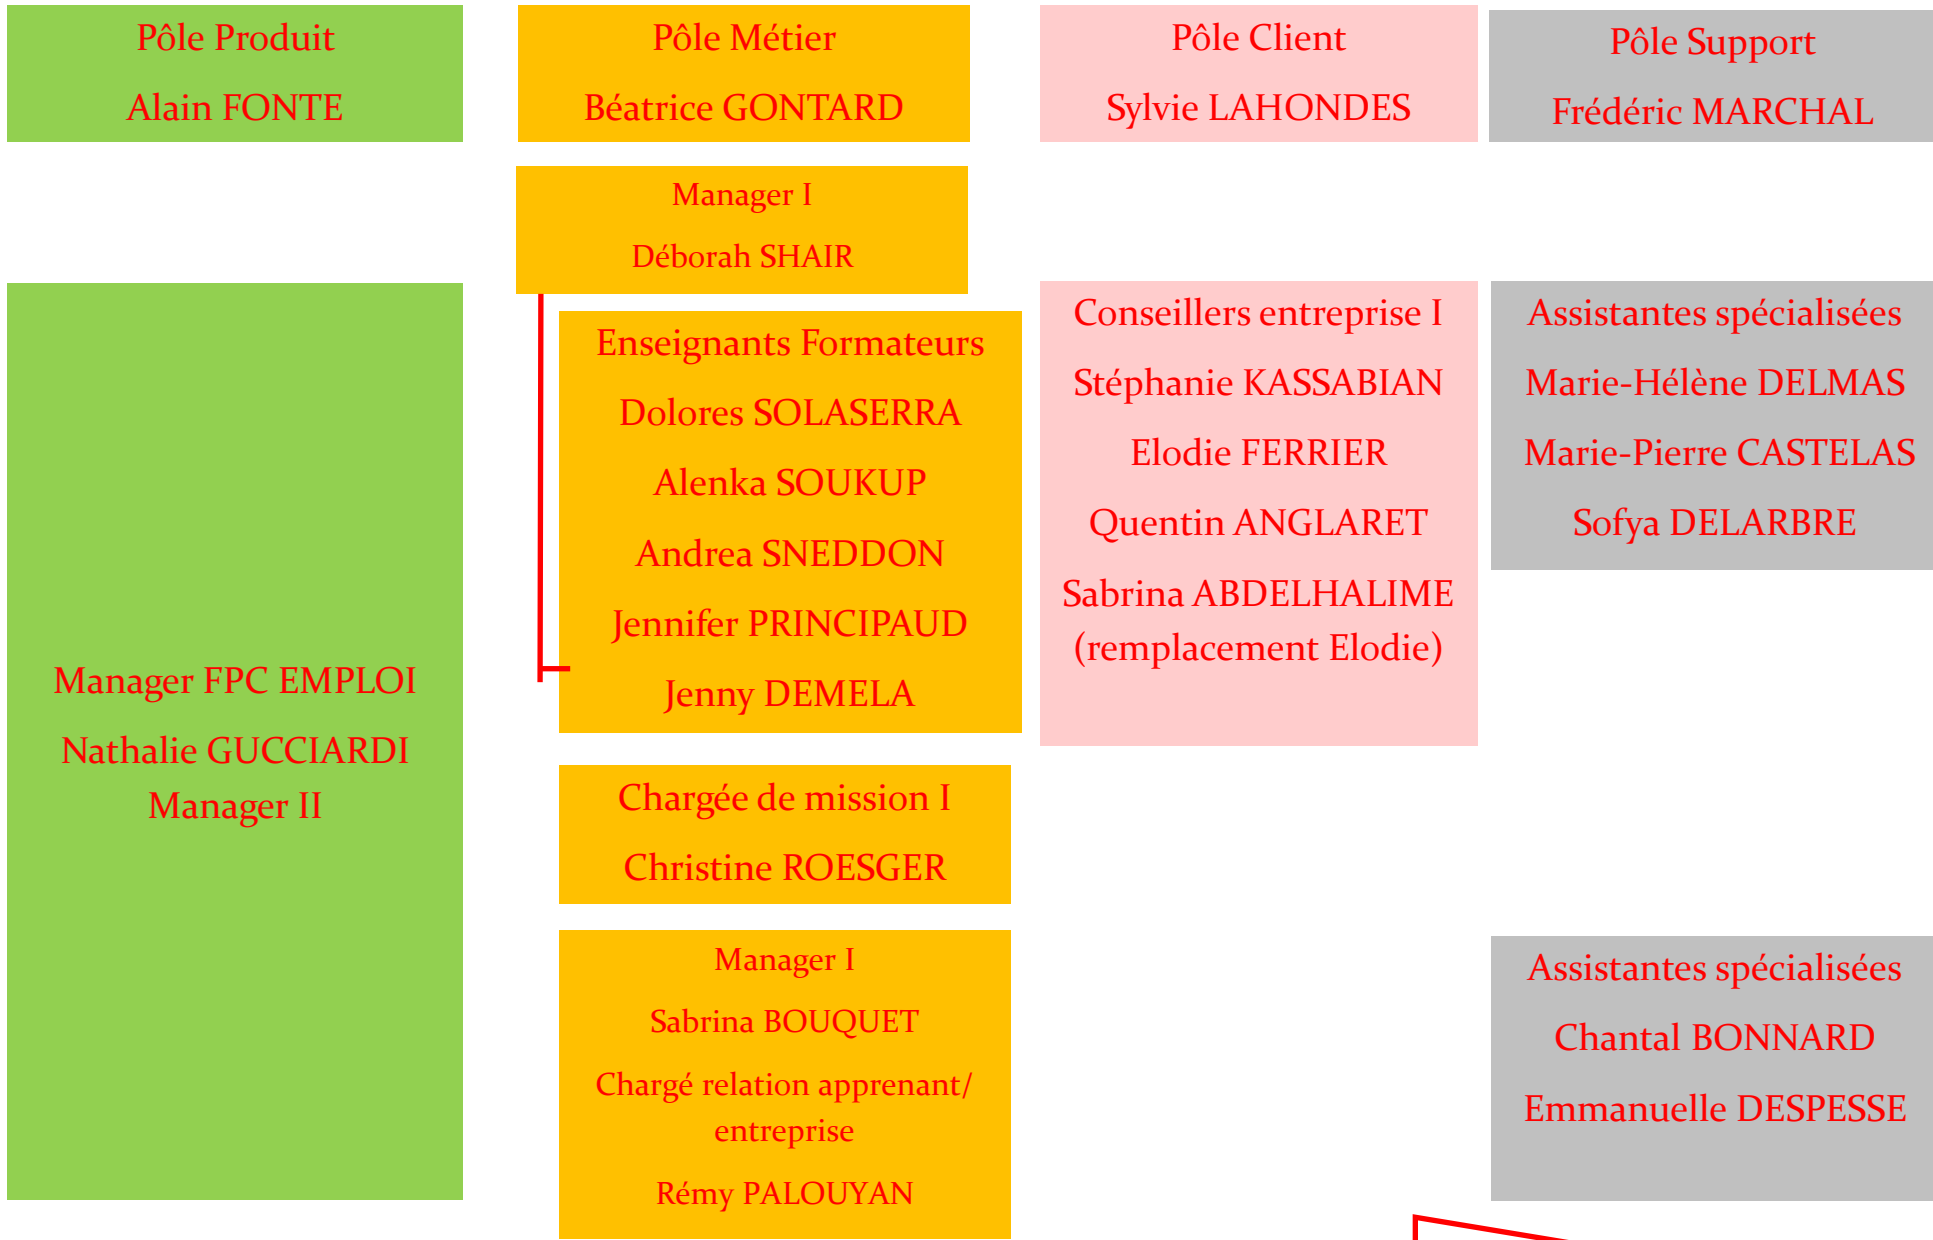 Pôle Produit
Alain FONTE
Pôle Métier
Béatrice GONTARD
Pôle Client
Sylvie LAHONDES
Pôle Support
Frédéric MARCHAL
Manager FPC EMPLOI
Nathalie GUCCIARDI
Manager II
Manager I
Déborah SHAIR
Enseignants Formateurs
Dolores SOLASERRA
Alenka SOUKUP
Andrea SNEDDON
Jennifer PRINCIPAUD
Jenny DEMELA
Chargée de mission I
Christine ROESGER
Manager I
Sabrina BOUQUET
Chargé relation apprenant/
entreprise
Rémy PALOUYAN
Conseillers entreprise I
Stéphanie KASSABIAN
Elodie FERRIER
Quentin ANGLARET
Sabrina ABDELHALIME
(remplacement Elodie)
Assistantes spécialisées
Marie-Hélène DELMAS
Marie-Pierre CASTELAS
Sofya DELARBRE
Assistantes spécialisées
Chantal BONNARD
Emmanuelle DESPESSE